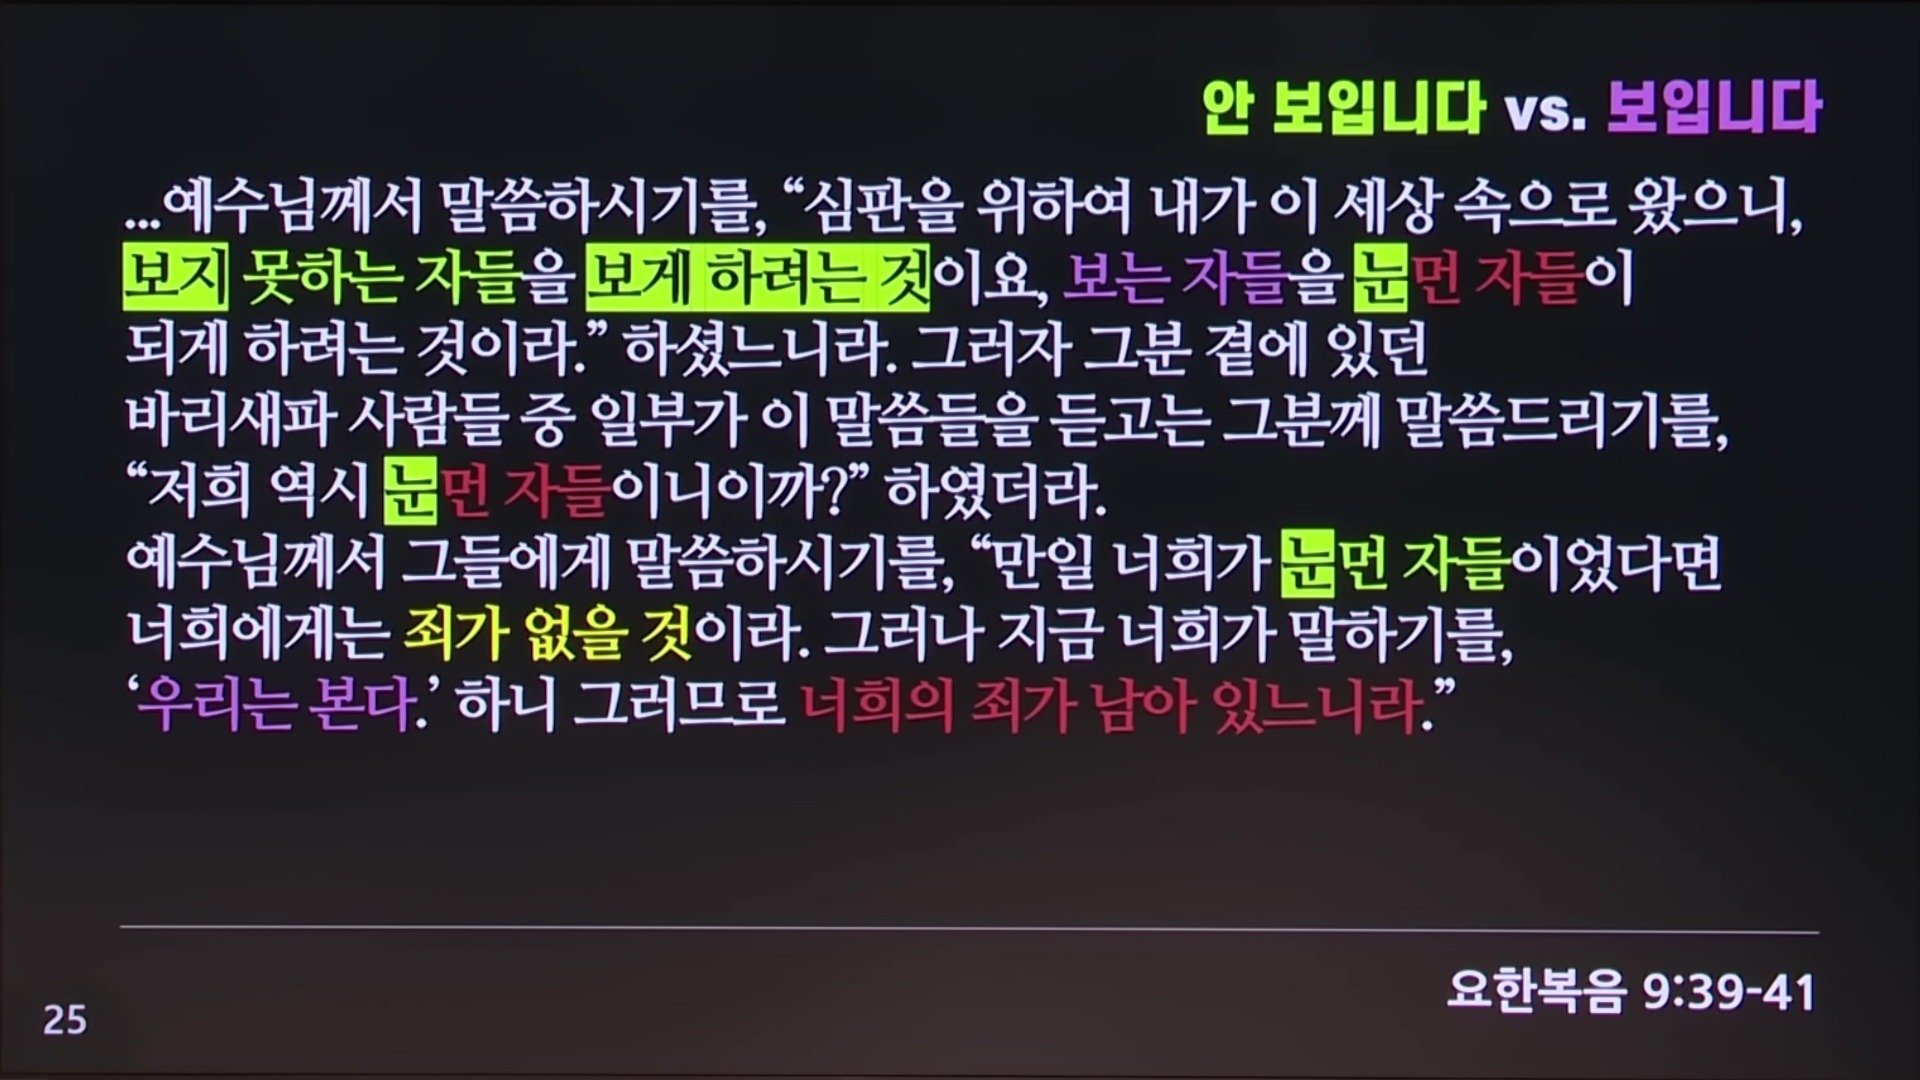 안 보입니다 vs. 보입니다
...예수님께서 말씀하시기를, “심판을 위하여 내가 이 세상 속으로 왔으니,
보지 못하는 자들을 보게 하려는 것이요, 보는 자들을 눈먼 자들이
되게 하려는 것이라.” 하셨느니라. 그러자 그분 곁에 있던
바리새파 사람들 중 일부가 이 말씀들을 듣고는 그분께 말씀드리기를,
“저희 역시 눈먼 자들이니이까?” 하였더라.
예수님께서 그들에게 말씀하시기를, “만일 너희가 눈먼 자들이었다면
너희에게는 죄가 없을 것이라. 그러나 지금 너희가 말하기를,
‘우리는 본다.’ 하니 그러므로 너희의 죄가 남아 있느니라.”
요한복음 9:39-41
25